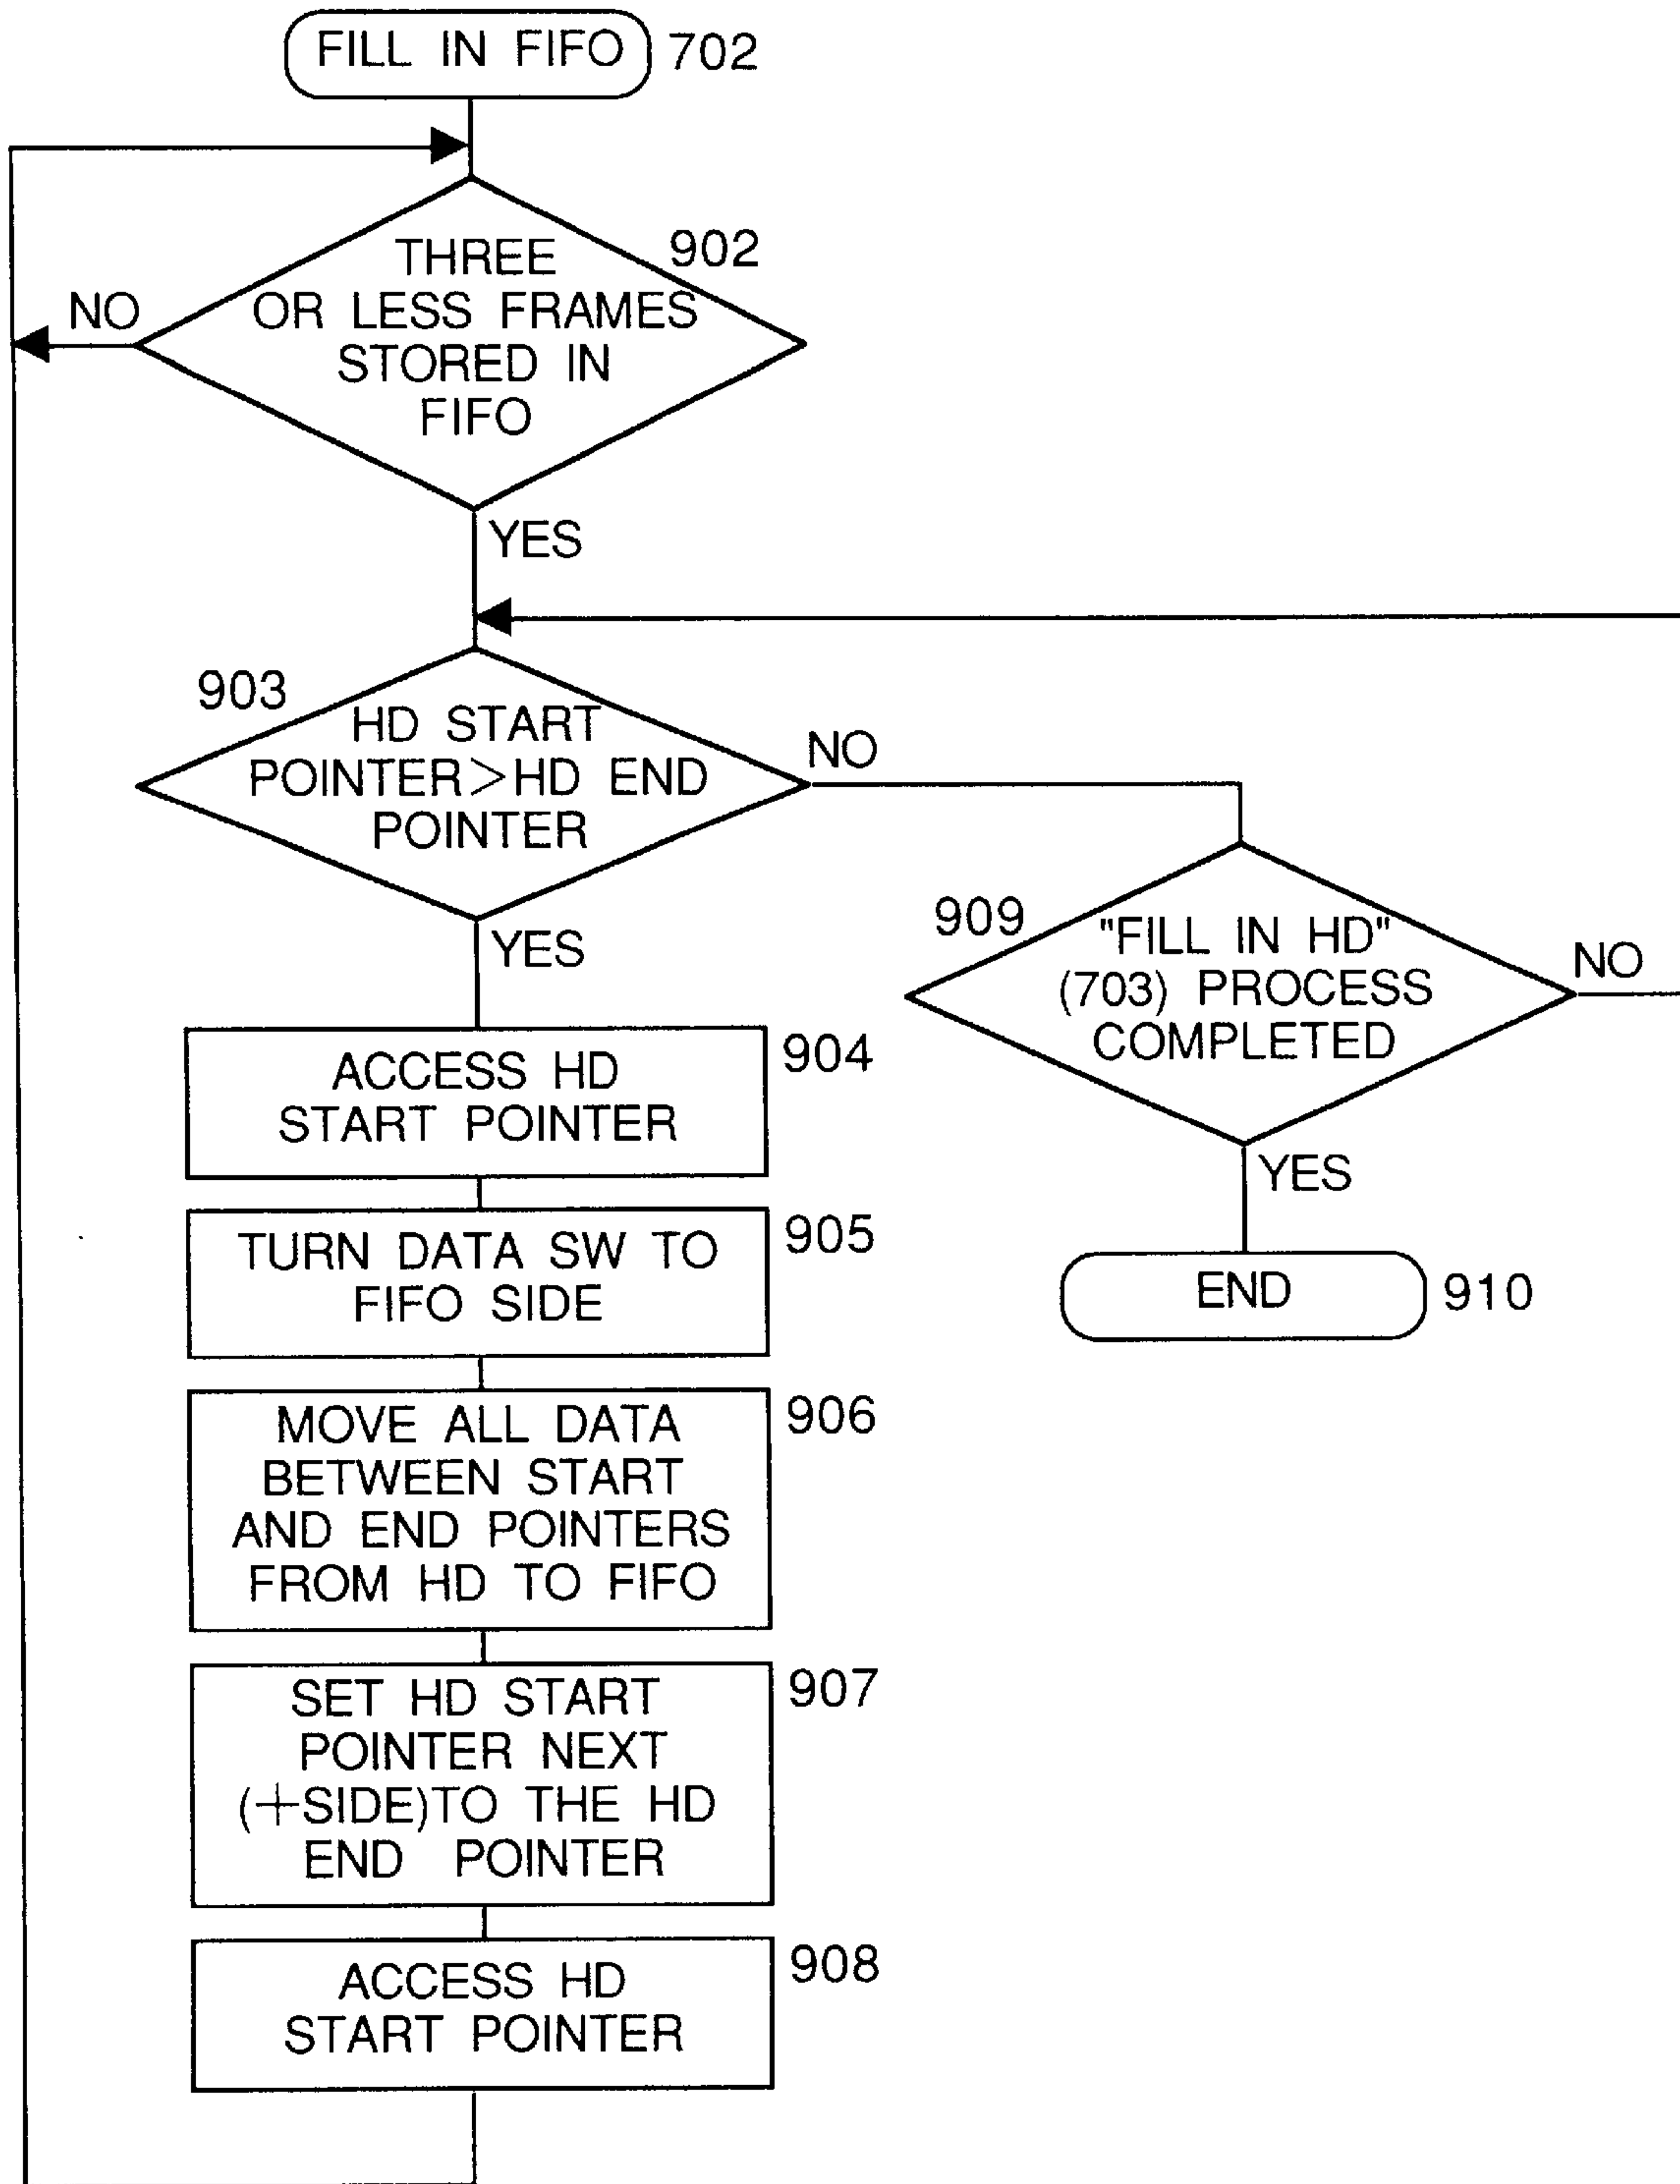 FILL IN FIFO 702
902
THREE
OR LESS FRAMES
STORED IN
FIFO
NO
YES
903
HD START
POINTER>HD END
POINTER
NO
YES
909
"FILL IN HD"
(703) PROCESS
COMPLETED
NO
YES
END 910
904
ACCESS HD
START POINTER
905
TURN DATA SW TO
FIFO SIDE
906
MOVE ALL DATA
BETWEEN START
AND END POINTERS
FROM HD TO FIFO
907
SET HD START
POINTER NEXT
(+SIDE)TO THE HD
END POINTER
908
ACCESS HD
START POINTER